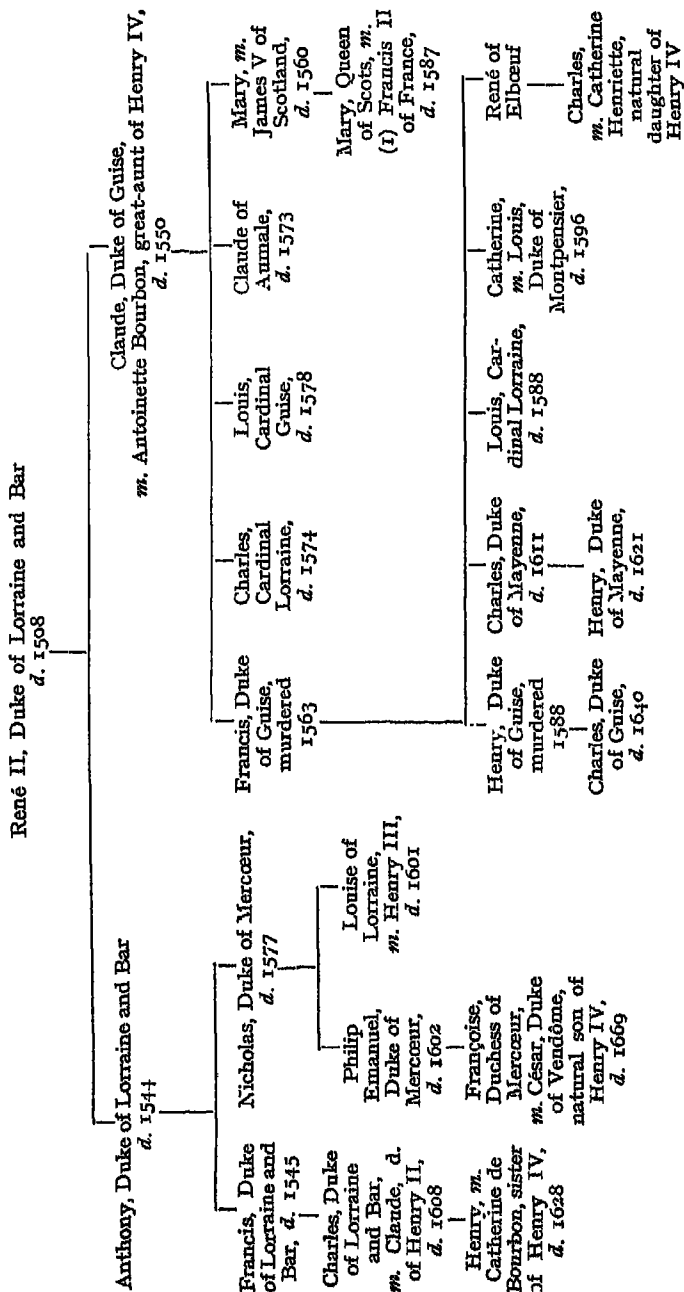 René II, Duke of Lorraine and Bar
d. 1508
Anthony, Duke of Lorraine and Bar
d. 1544
Claude, Duke of Guise,
m. Antoinette Bourbon, great-aunt of Henry IV,
d. 1550
Francis, Duke
of Lorraine and
Bar, d. 1545
Nicholas, Duke of Mercœur,
d. 1577
Francis, Duke
of Guise,
murdered
1563
Charles,
Cardinal
Lorraine,
d. 1574
Louis,
Cardinal
Guise,
d. 1578
Claude of
Aumale,
d. 1573
Mary, m.
James V of
Scotland,
d. 1560
Charles, Duke
of Lorraine
and Bar,
m. Claude, d.
of Henry II,
d. 1608
Philip
Emanuel,
Duke of
Mercœur,
d. 1602
Louise of
Lorraine,
m. Henry III,
d. 1601
Mary, Queen
of Scots, m.
(1) Francis II
of France,
d. 1587
Henry, m.
Catherine de
Bourbon, sister
of Henry IV,
d. 1628
Françoise,
Duchess of
Mercœur,
m. César, Duke
of Vendôme,
natural son of
Henry IV,
d. 1669
Henry, Duke
of Guise,
murdered
1588
Charles, Duke
of Mayenne,
d. 1611
Louis, Car-
dinal Lorraine,
d. 1588
Catherine,
m. Louis,
Duke of
Montpensier,
d. 1596
René of
Elbœuf
Charles, Duke
of Guise,
d. 1640
Henry, Duke
of Mayenne,
d. 1621
Charles,
m. Catherine
Henriette,
natural
daughter of
Henry IV